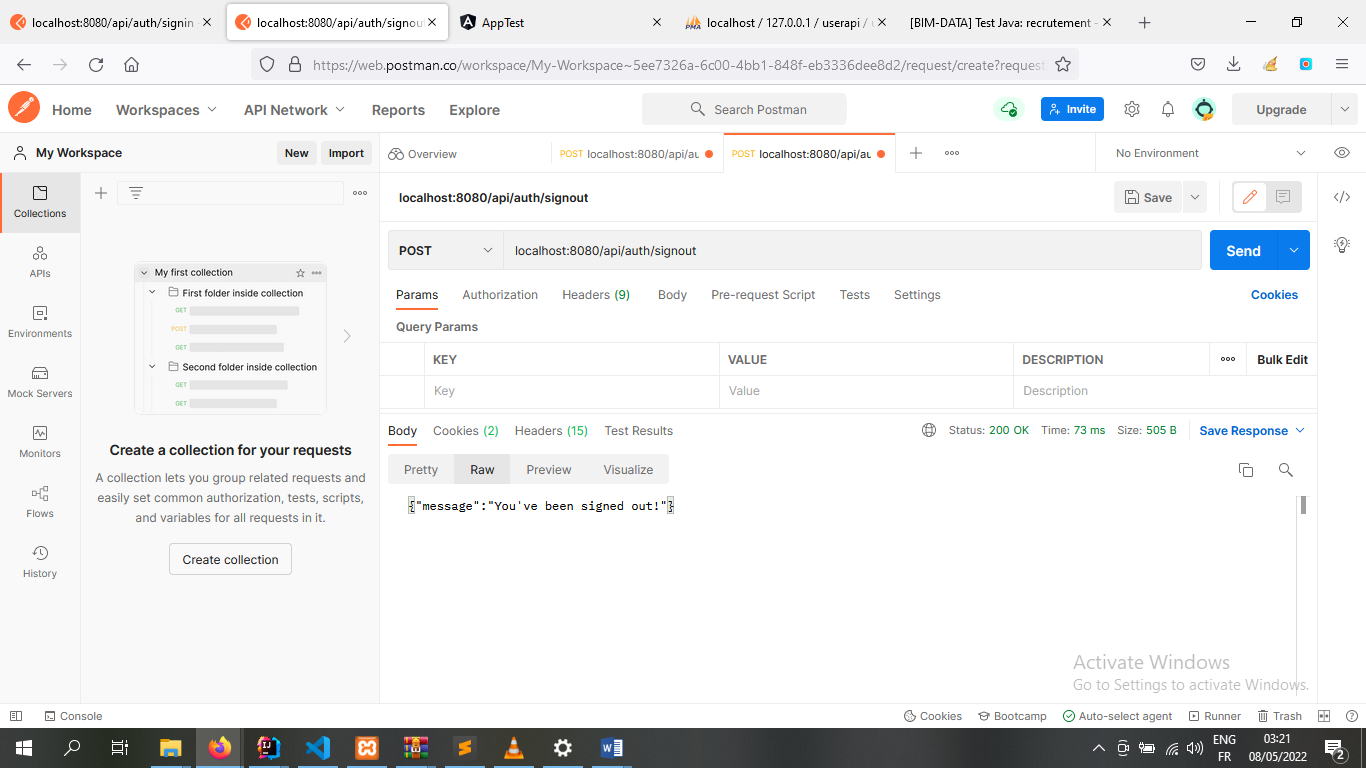 localhost:8080/api/auth/signin -
localhost:8080/api/auth/signout
AppTest
localhost / 127.0.0.1 / userapi / u
[BIM-DATA] Test Java: recrutement -
https://web.postman.co/workspace/My-Workspace~5ee7326a-6c00-4bb1-848f-eb3336dee8d2/request/create?request
Home
Workspaces
API Network
Reports
Explore
Search Postman
Invite
Upgrade
My Workspace
New
Import
Overview
POST localhost:8080/api/au
POST localhost:8080/api/au
No Environment
Collections
APIs
Environments
Mock Servers
Monitors
Flows
History
My first collection
First folder inside collection
GET
POST
GET
Second folder inside collection
GET
GET
Create a collection for your requests
A collection lets you group related requests and
easily set common authorization, tests, scripts,
and variables for all requests in it.
Create collection
localhost:8080/api/auth/signout
Save
POST
localhost:8080/api/auth/signout
Send
Params
Authorization
Headers (9)
Body
Pre-request Script
Tests
Settings
Cookies
Query Params
KEY
VALUE
DESCRIPTION
Bulk Edit
Key
Value
Description
Body
Cookies (2)
Headers (15)
Test Results
Status: 200 OK
Time: 73 ms
Size: 505 B
Save Response
Pretty
Raw
Preview
Visualize
{"message":"You've been signed out!"}
Activate Windows
Go to Settings to activate Windows.
Console
Cookies
Bootcamp
Auto-select agent
Runner
Trash
ENG
FR
03:21
08/05/2022
2